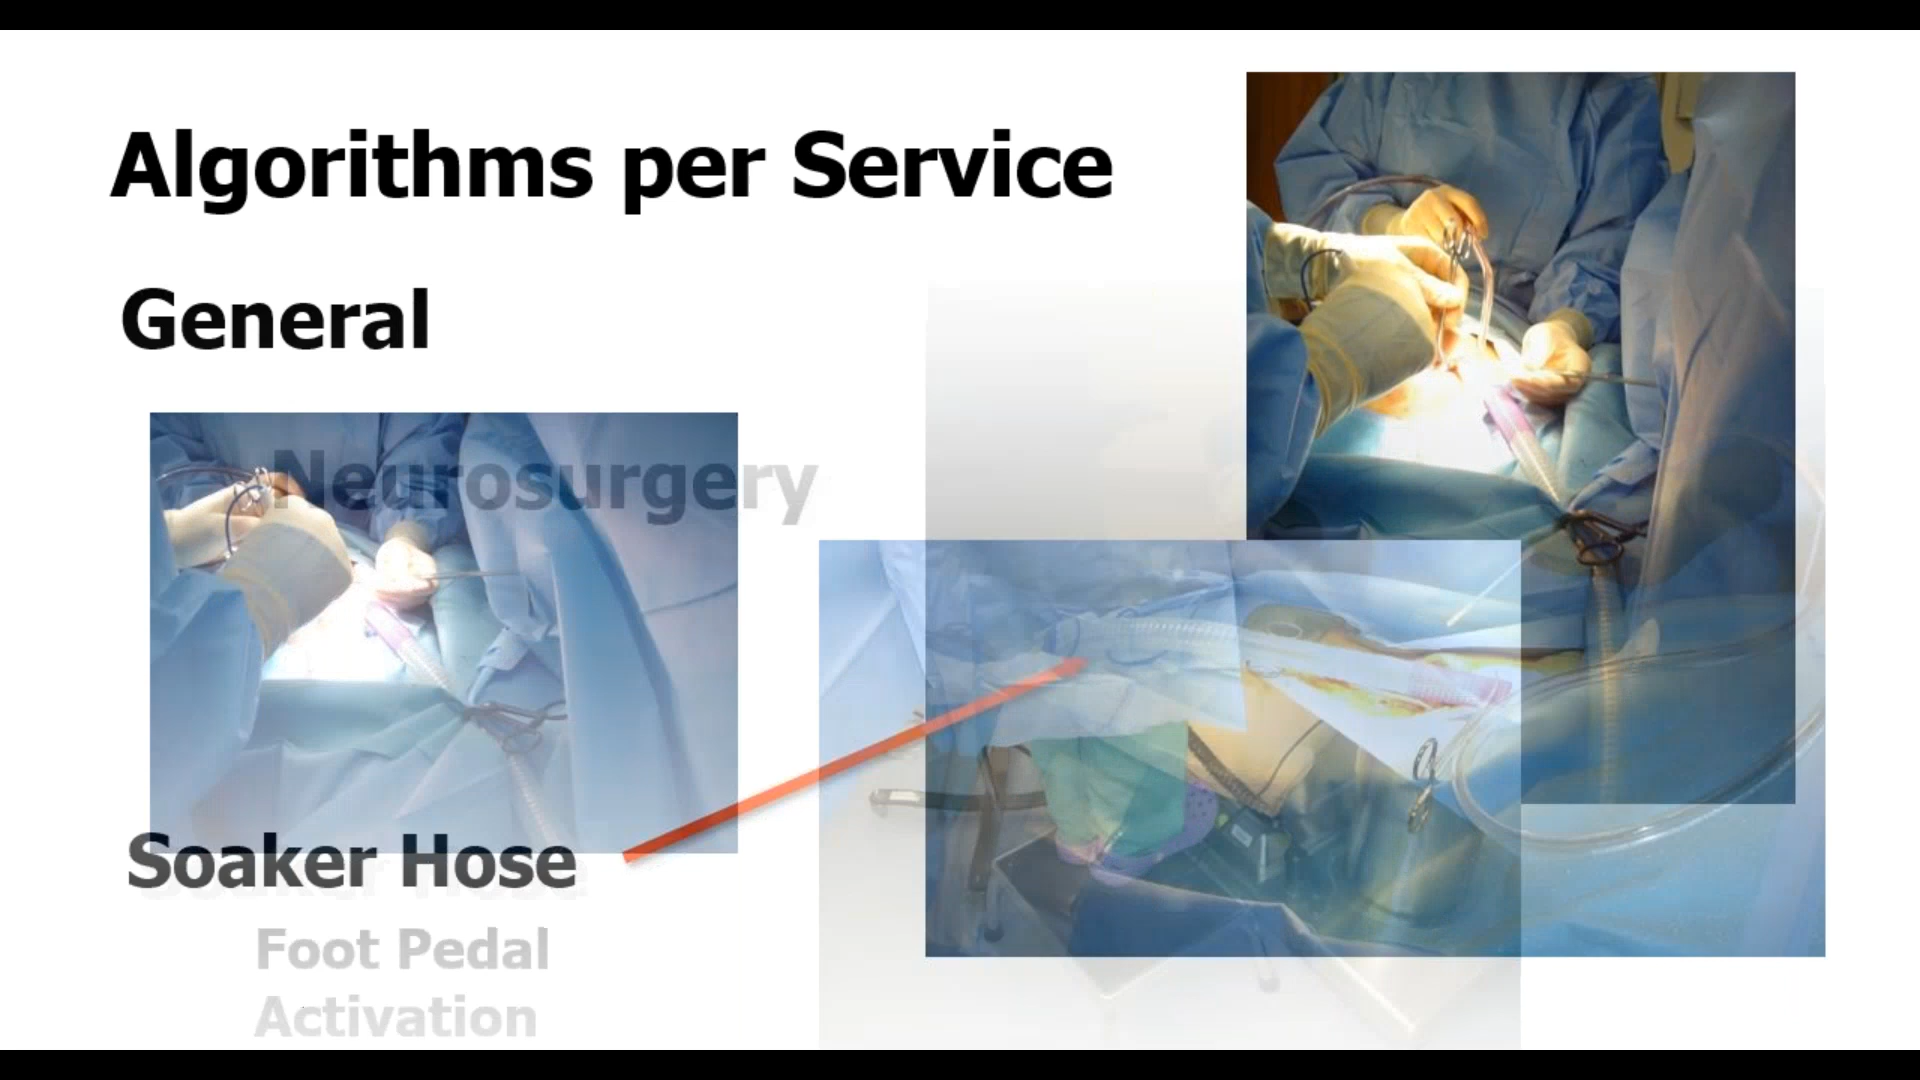 Algorithms per Service
General
Neurosurgery
Soaker Hose
Foot Pedal
Activation